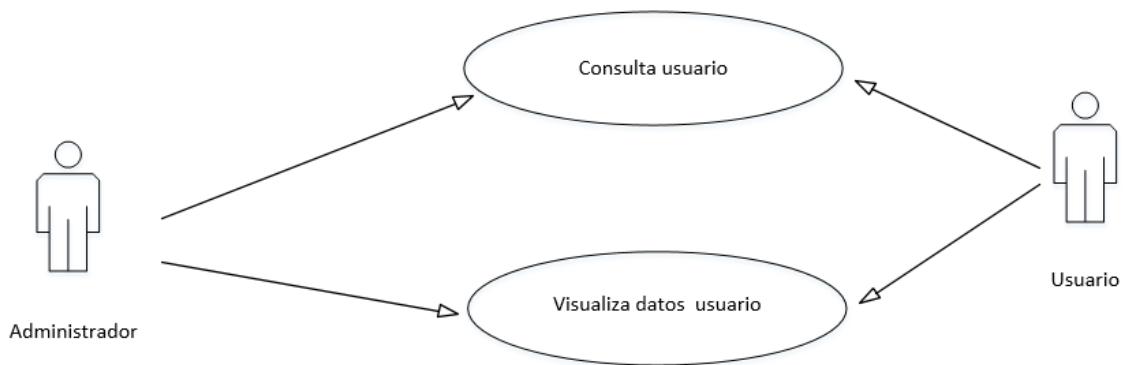 Consulta usuario
Usuario
Visualiza datos usuario
Administrador